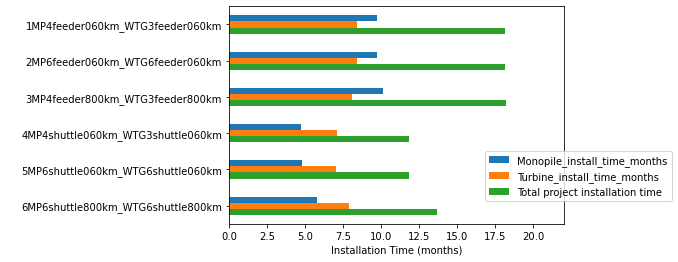 1MP4feeder060km_WTG3feeder060km
2MP6feeder060km_WTG6feeder060km
3MP4feeder800km_WTG3feeder800km
4MP4shuttle060km_WTG3shuttle060km
5MP6shuttle060km_WTG6shuttle060km
6MP6shuttle800km_WTG6shuttle800km
Monopile_install_time_months
Turbine_install_time_months
Total project installation time
0.0 2.5 5.0 7.5 10.0 12.5 15.0 17.5 20.0
Installation Time (months)